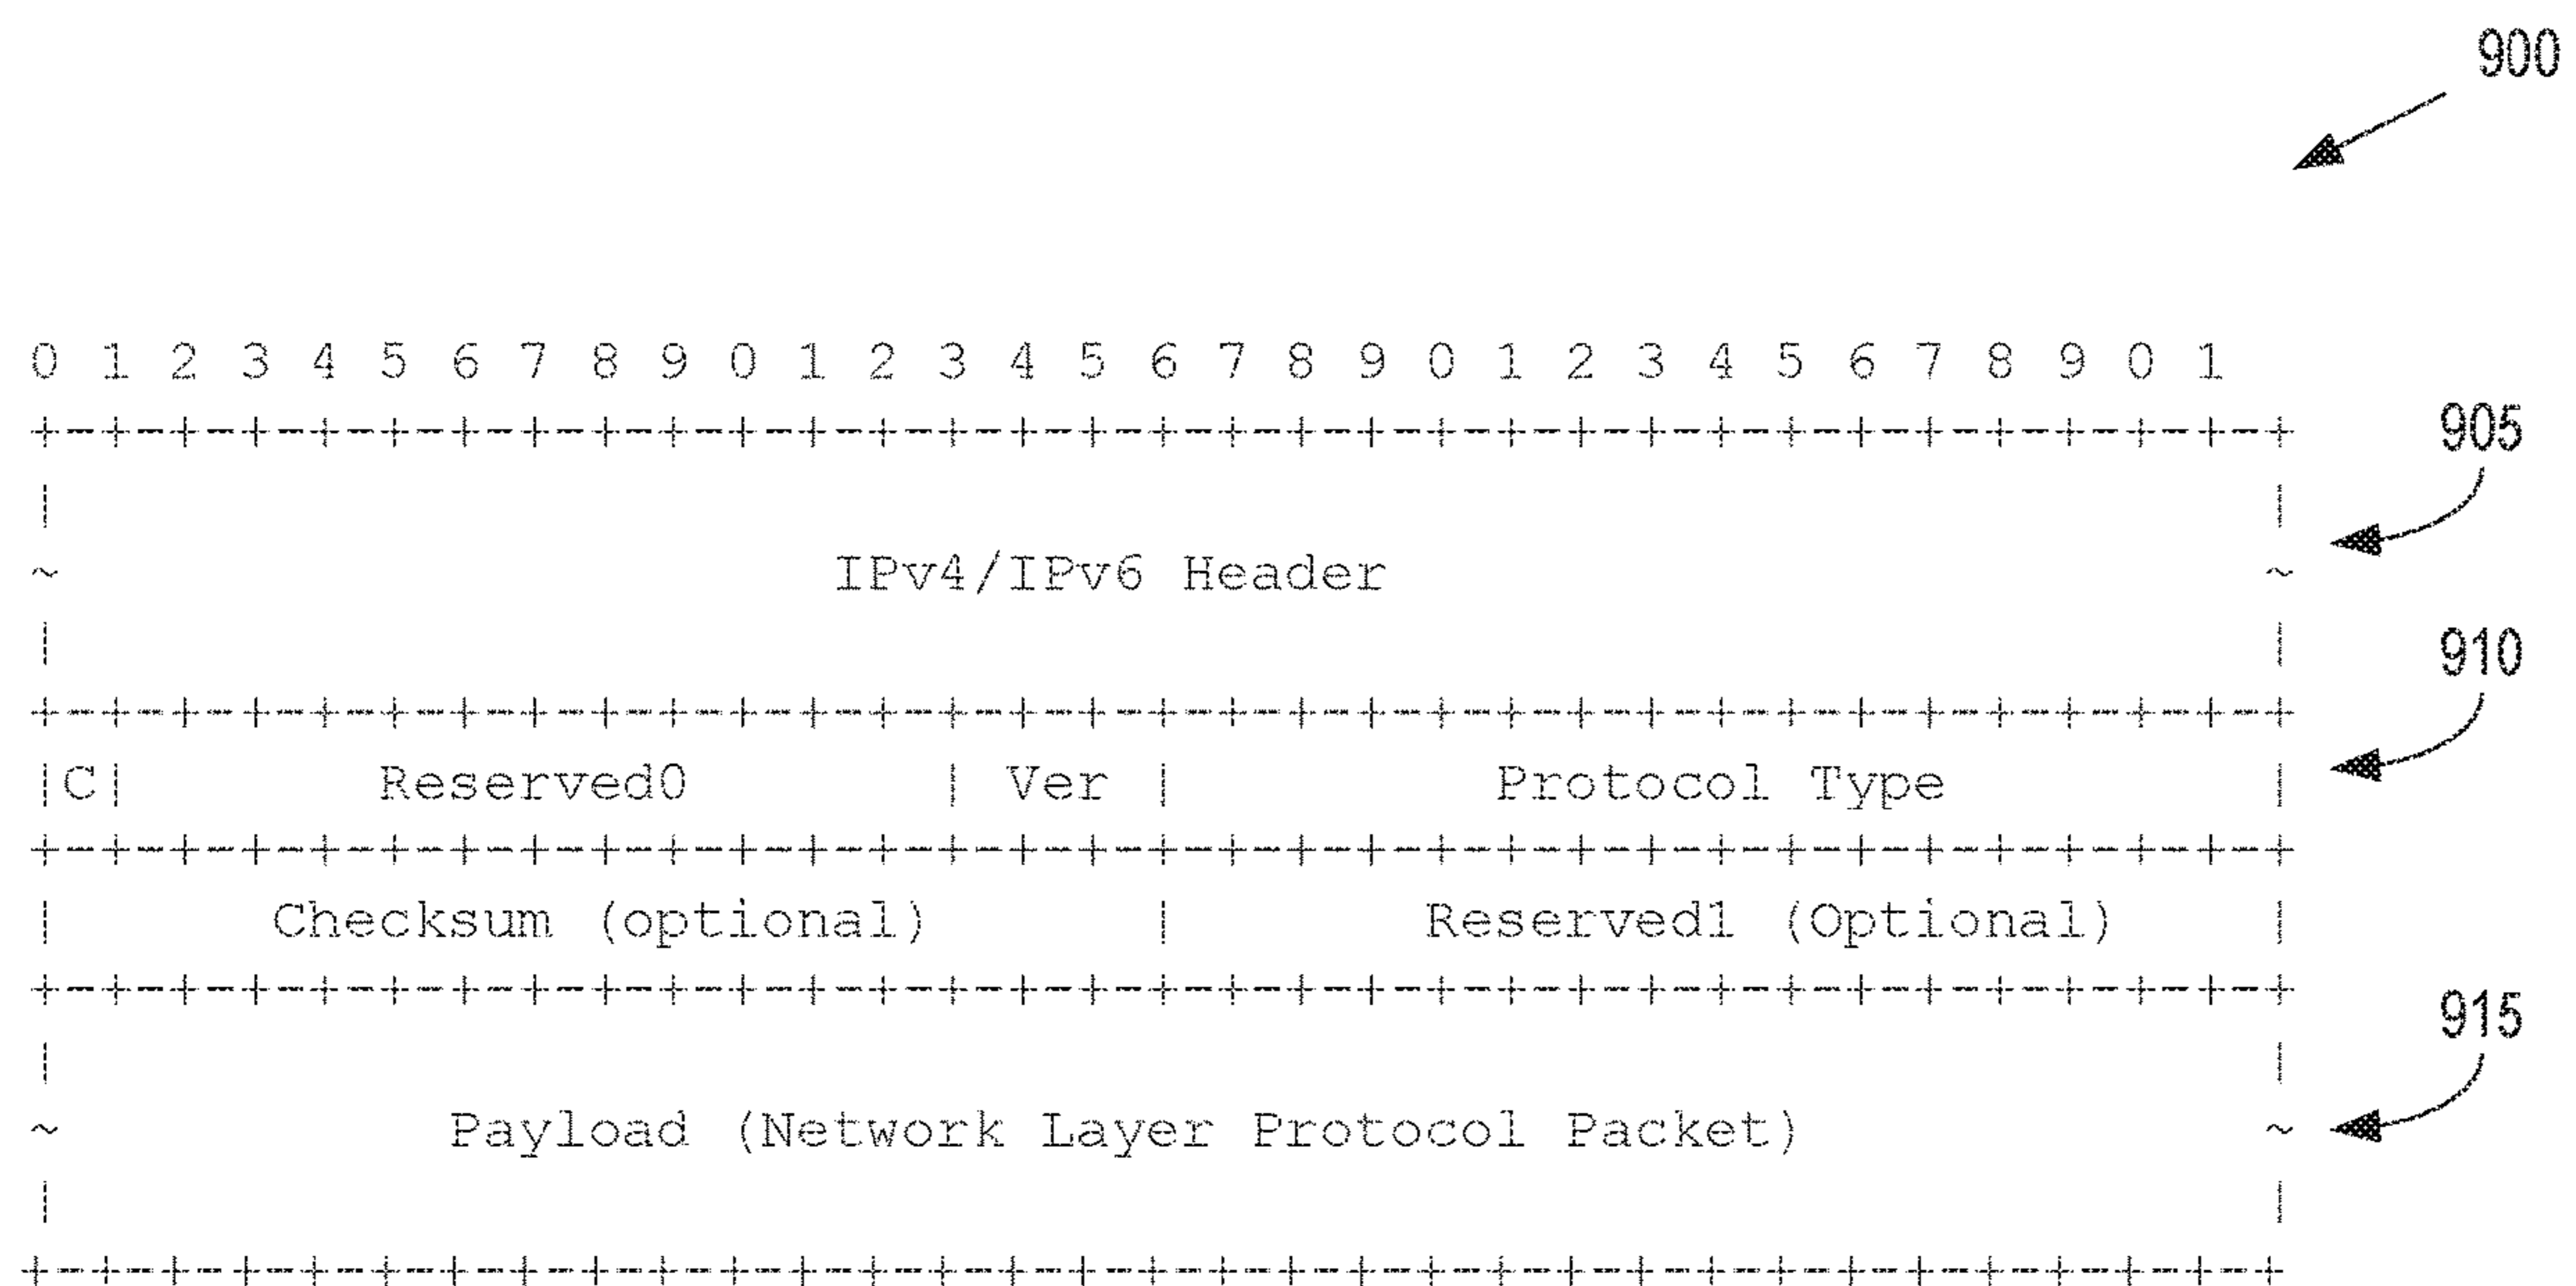 900
0 1 2 3 4 5 6 7 8 9 0 1 2 3 4 5 6 7 8 9 0 1 2 3 4 5 6 7 8 9 0 1
+-+-+-+-+-+-+-+-+-+-+-+-+-+-+-+-+-+-+-+-+-+-+-+-+-+-+-+-+-+-+-+-+
905
| |
~ IPv4/IPv6 Header ~
| |
910
+-+-+-+-+-+-+-+-+-+-+-+-+-+-+-+-+-+-+-+-+-+-+-+-+-+-+-+-+-+-+-+-+
|C| Reserved0 | Ver | Protocol Type |
+-+-+-+-+-+-+-+-+-+-+-+-+-+-+-+-+-+-+-+-+-+-+-+-+-+-+-+-+-+-+-+-+
| Checksum (optional) | Reserved1 (Optional) |
+-+-+-+-+-+-+-+-+-+-+-+-+-+-+-+-+-+-+-+-+-+-+-+-+-+-+-+-+-+-+-+-+
915
| |
~ Payload (Network Layer Protocol Packet) ~
| |
+-+-+-+-+-+-+-+-+-+-+-+-+-+-+-+-+-+-+-+-+-+-+-+-+-+-+-+-+-+-+-+-+